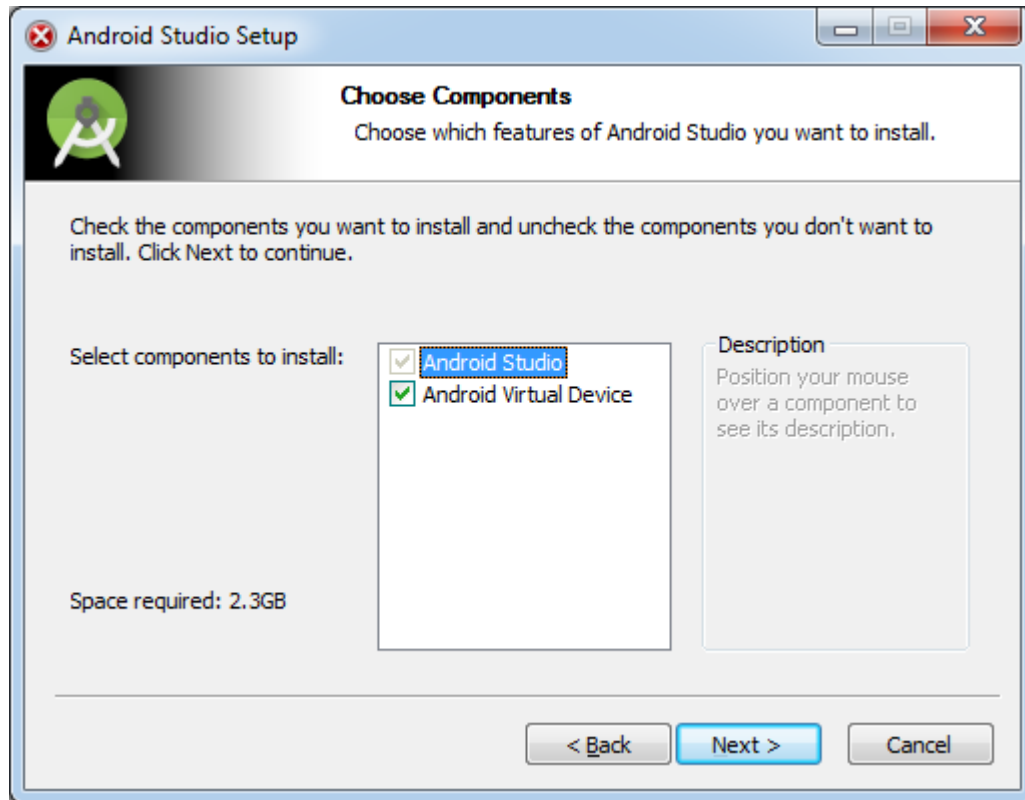 Android Studio Setup
Choose Components
Choose which features of Android Studio you want to install.
Check the components you want to install and uncheck the components you don't want to
install. Click Next to continue.
Select components to install:
Android Studio
Android Virtual Device
Description
Position your mouse
over a component to
see its description.
Space required: 2.3GB
< Back
Next >
Cancel